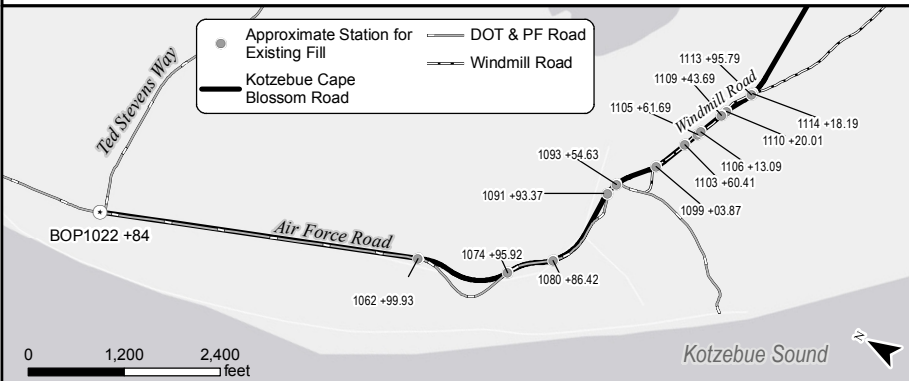 Approximate Station for
Existing Fill
Kotzebue Cape
Blossom Road
DOT & PF Road
Windmill Road
Ted Stevens Way
BOP1022 +84
Air Force Road
1062 +99.93
1074 +95.92
1080 +86.42
1091 +93.37
1093 +54.63
1099 +03.87
1103 +60.41
1105 +61.69
1106 +13.09
1109 +43.69
1110 +20.01
1113 +95.79
1114 +18.19
Windmill Road
0 1,200 2,400
feet
Kotzebue Sound
N